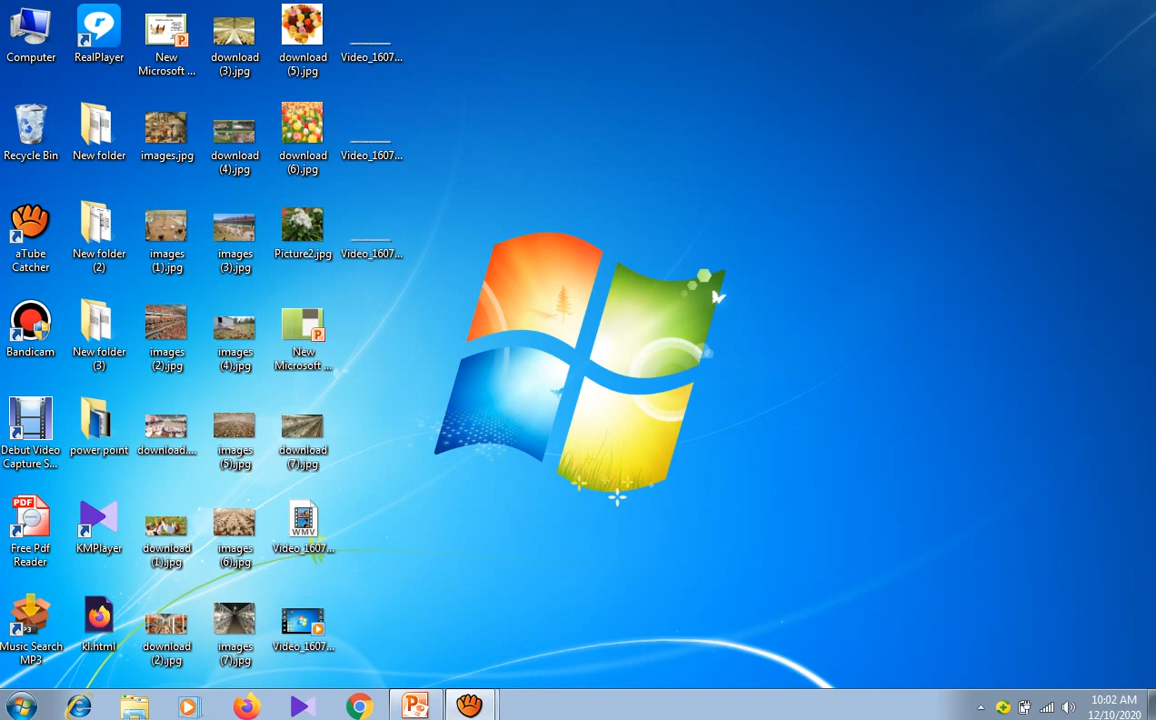 Computer
RealPlayer
New
Microsoft ...
download
(3).jpg
download
(5).jpg
Video_1607...
Recycle Bin
New folder
images.jpg
download
(4).jpg
download
(6).jpg
Video_1607...
aTube
Catcher
New folder
(2)
images
(1).jpg
images
(3).jpg
Picture2.jpg
Video_1607...
Bandicam
New folder
(3)
images
(2).jpg
images
(4).jpg
New
Microsoft ...
Debut Video
Capture S...
power point
download....
images
(5).jpg
download
(7).jpg
PDF
Free Pdf
Reader
KMPlayer
download
(1).jpg
images
(6).jpg
WMV
Video_1607...
Music Search
MP3
kl.html
download
(2).jpg
images
(7).jpg
Video_1607...
10:02 AM
12/10/2020